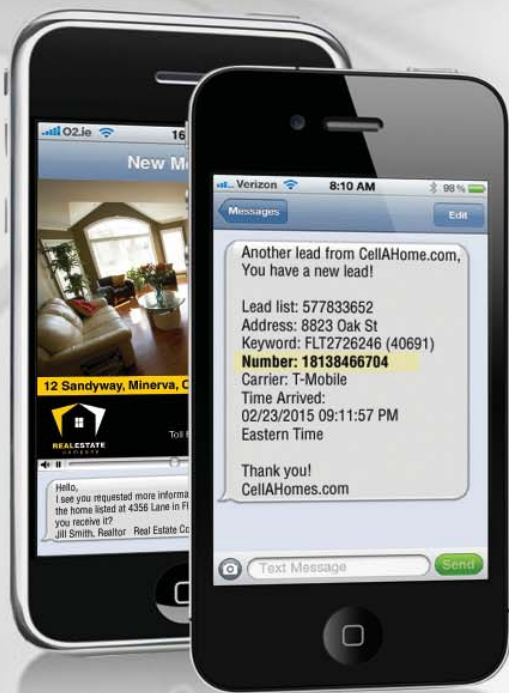 O2.ie
16
New M
12 Sandyway, Minerva,
REALESTATE
COMPANY
Toll
Hello,
I see you requested more informa
the home listed at 4356 Lane in Fl
you receive it?
Jill Smith, Realtor Real Estate Co
Verizon
8:10 AM
98%
Messages
Edit
Another lead from CellAHome.com,
You have a new lead!
Lead list: 577833652
Address: 8823 Oak St
Keyword: FLT2726246 (40691)
Number: 18138466704
Carrier: T-Mobile
Time Arrived:
02/23/2015 09:11:57 PM
Eastern Time
Thank you!
CellAHomes.com
Text Message
Send